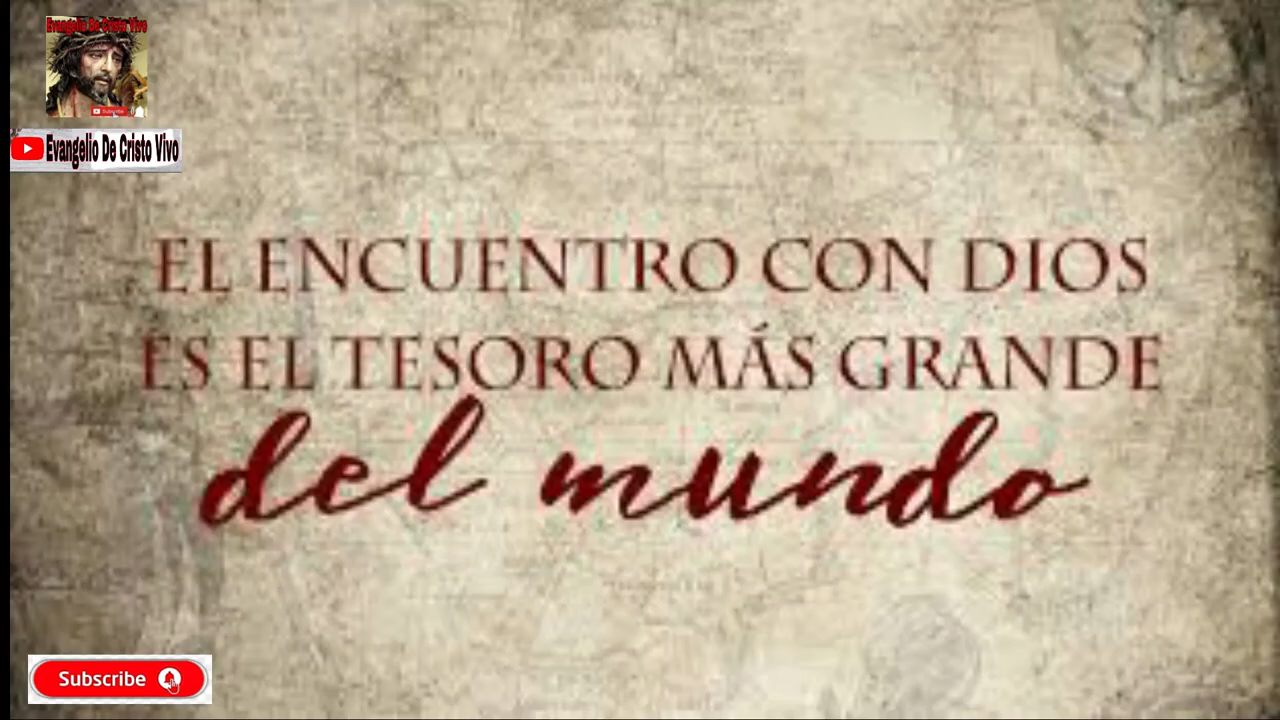 Evangelio De Cristo Vivo
Subscribe
Evangelio De Cristo Vivo
EL ENCUENTRO CON DIOS
ES EL TESORO MÁS GRANDE
del mundo
Subscribe